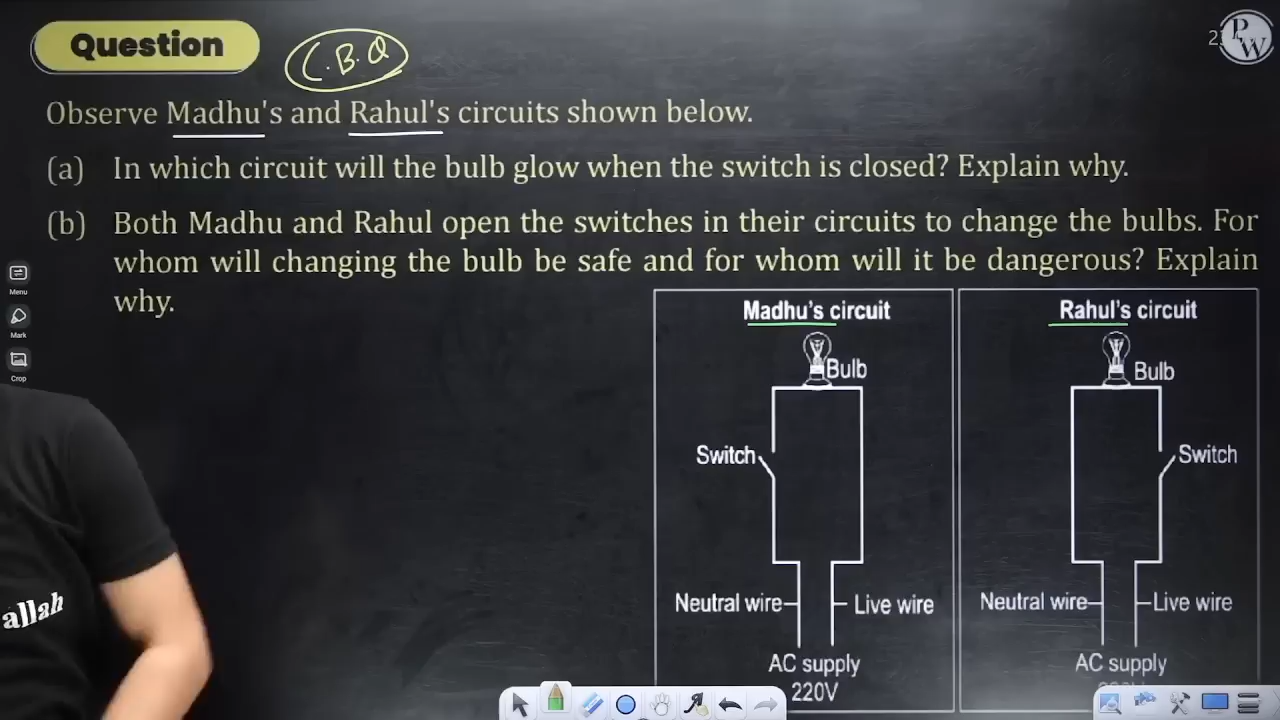 Question
C.B.Q
PW
Observe Madhu's and Rahul's circuits shown below.
(a) In which circuit will the bulb glow when the switch is closed? Explain why.
(b) Both Madhu and Rahul open the switches in their circuits to change the bulbs. For
whom will changing the bulb be safe and for whom will it be dangerous? Explain
why.
Menu
Mark
Crop
allah
Madhu's circuit
Bulb
Switch
Neutral wire
Live wire
AC supply
220V
Rahul's circuit
Bulb
Switch
Neutral wire
Live wire
AC supply